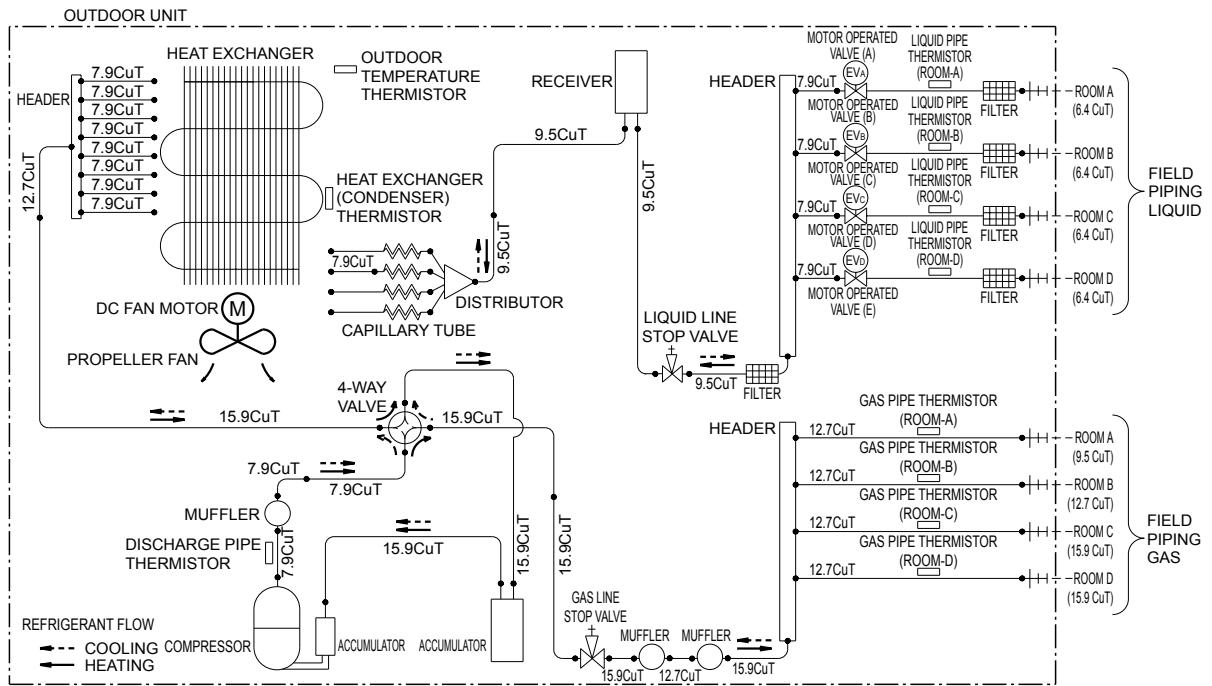 OUTDOOR UNIT
HEAT EXCHANGER
7.9CuT
7.9CuT
7.9CuT
7.9CuT
7.9CuT
7.9CuT
7.9CuT
7.9CuT
HEADER
12.7CuT
OUTDOOR
TEMPERATURE
THERMISTOR
HEAT EXCHANGER
(CONDENSER)
THERMISTOR
RECEIVER
9.5CuT
9.5CuT
9.5CuT
7.9CuT
DISTRIBUTOR
CAPILLARY TUBE
DC FAN MOTOR
M
PROPELLER FAN
LIQUID LINE
STOP VALVE
9.5CuT
FILTER
HEADER
MOTOR OPERATED
VALVE (A)
LIQUID PIPE
THERMISTOR
(ROOM-A)
7.9CuT
EVA
FILTER
ROOM A
(6.4 CuT)
MOTOR OPERATED
VALVE (B)
LIQUID PIPE
THERMISTOR
(ROOM-B)
7.9CuT
EVB
FILTER
ROOM B
(6.4 CuT)
MOTOR OPERATED
VALVE (C)
LIQUID PIPE
THERMISTOR
(ROOM-C)
7.9CuT
EVC
FILTER
ROOM C
(6.4 CuT)
MOTOR OPERATED
VALVE (D)
LIQUID PIPE
THERMISTOR
(ROOM-D)
7.9CuT
EVD
FILTER
ROOM D
(6.4 CuT)
MOTOR OPERATED
VALVE (E)
FIELD
PIPING
LIQUID
4-WAY
VALVE
15.9CuT
15.9CuT
7.9CuT
7.9CuT
MUFFLER
7.9CuT
DISCHARGE PIPE
THERMISTOR
15.9CuT
15.9CuT
15.9CuT
COMPRESSOR
ACCUMULATOR
ACCUMULATOR
REFRIGERANT FLOW
COOLING
HEATING
GAS LINE
STOP VALVE
MUFFLER
MUFFLER
15.9CuT
12.7CuT
15.9CuT
HEADER
GAS PIPE THERMISTOR
(ROOM-A)
12.7CuT
ROOM A
(9.5 CuT)
GAS PIPE THERMISTOR
(ROOM-B)
12.7CuT
ROOM B
(12.7 CuT)
GAS PIPE THERMISTOR
(ROOM-C)
12.7CuT
ROOM C
(15.9 CuT)
GAS PIPE THERMISTOR
(ROOM-D)
12.7CuT
ROOM D
(15.9 CuT)
FIELD
PIPING
GAS